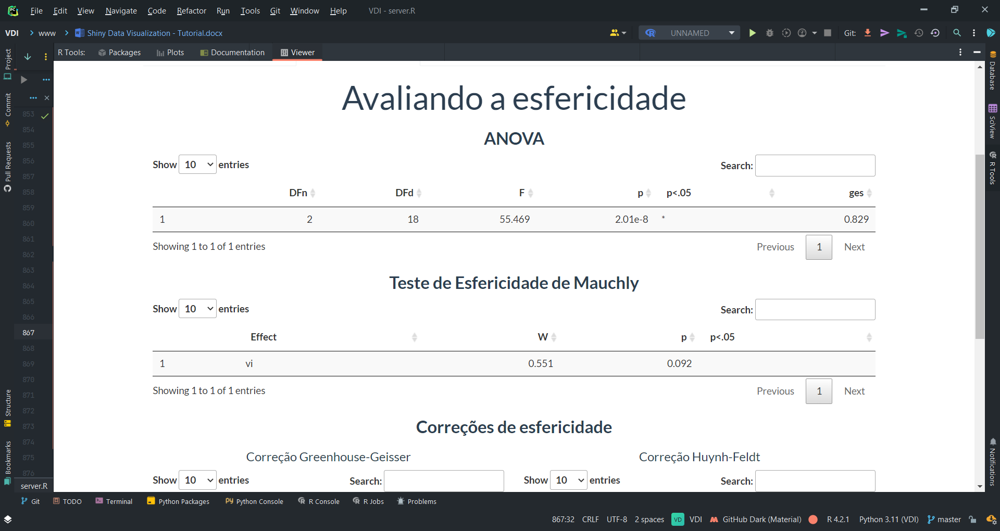 File Edit View Navigate Code Refactor Run Tools Git Window Help VDI - server.R
VDI www Shiny Data Visualization - Tutorial.docx UNNAMED Git:
R Tools: Packages Plots Documentation Viewer
Project
Commit
Pull Requests
Structure
Bookmarks
853
854
855
856
857
858
859
860
861
862
863
864
865
866
867
868
869
870
871
872
873
874
875
876
server.R
Avaliando a esfericidade
ANOVA
Show 10 entries Search:
DFn DFd F p p<.05 ges
1 2 18 55.469 2.01e-8 * 0.829
Showing 1 to 1 of 1 entries Previous 1 Next
Teste de Esfericidade de Mauchly
Show 10 entries Search:
Effect W p p<.05
1 vi 0.551 0.092
Showing 1 to 1 of 1 entries Previous 1 Next
Correções de esfericidade
Correção Greenhouse-Geisser Correção Huynh-Feldt
Show 10 entries Search: Show 10 entries Search:
Database
SciView
R Tools
Notifications
Git TODO Terminal Python Packages Python Console R Console R Jobs Problems
867:32 CRLF UTF-8 2 spaces VD VDI GitHub Dark (Material) R 4.2.1 Python 3.11 (VDI) master